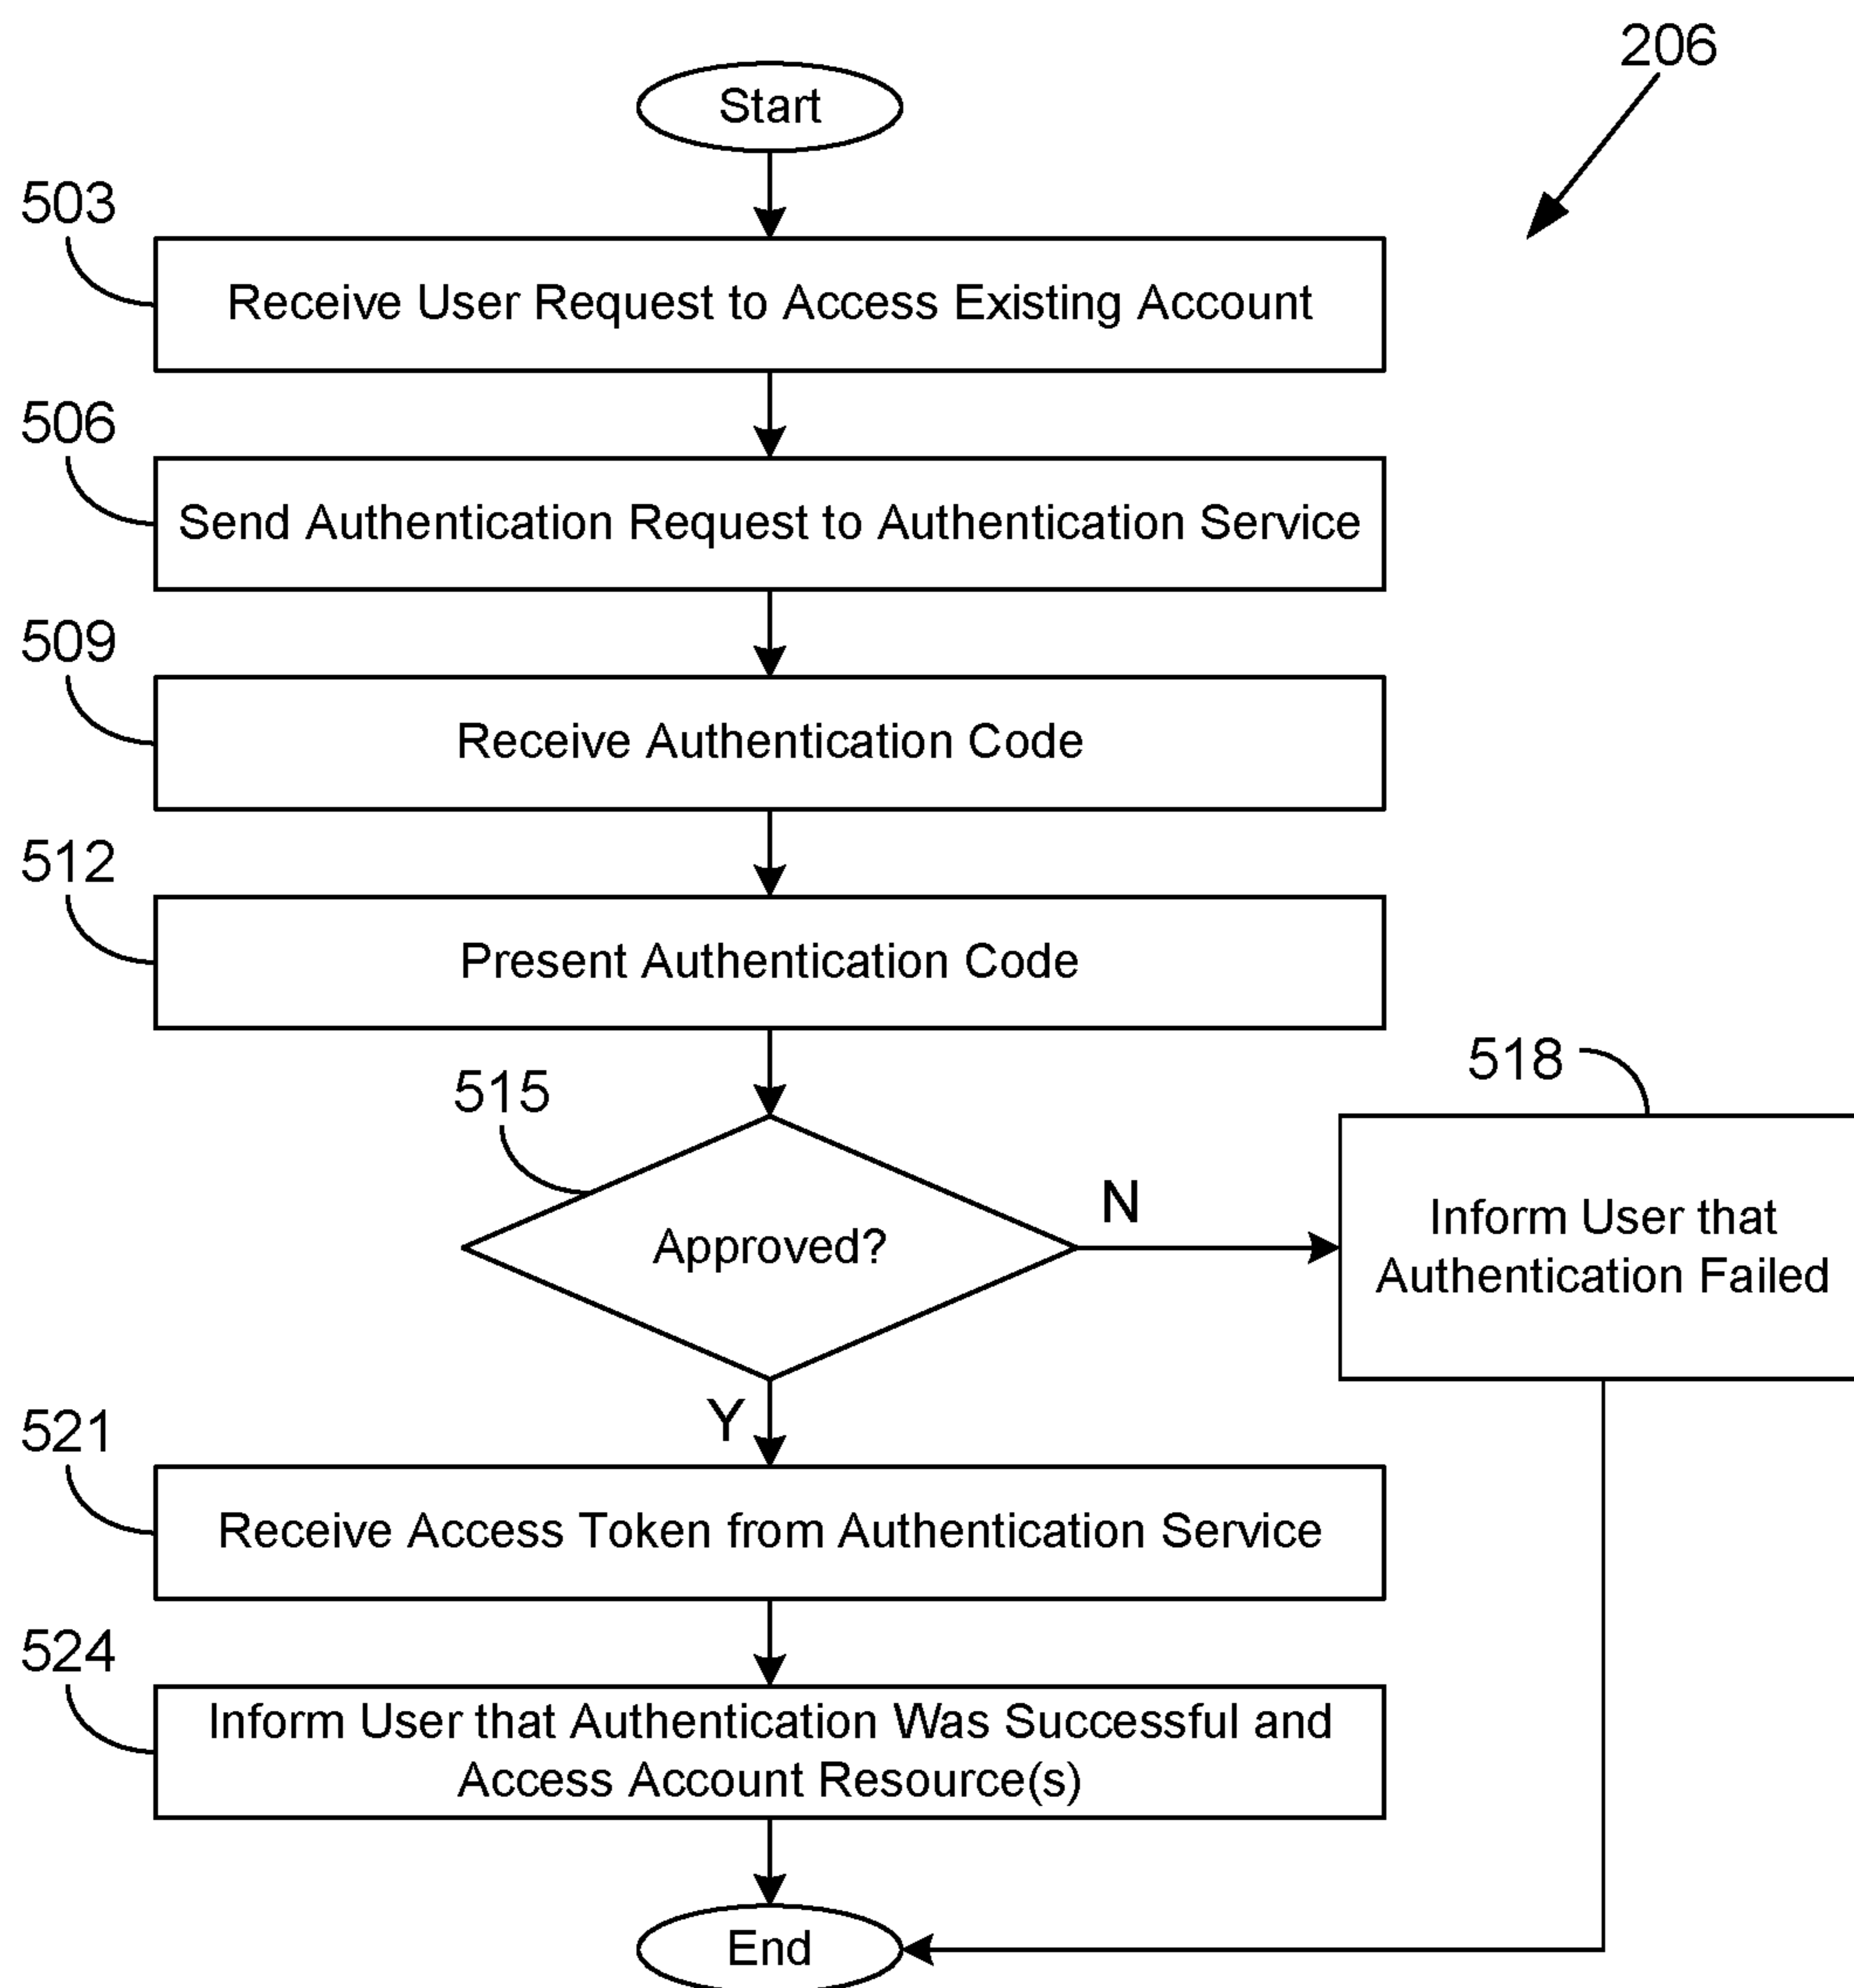 206
Start
503
Receive User Request to Access Existing Account
506
Send Authentication Request to Authentication Service
509
Receive Authentication Code
512
Present Authentication Code
515
Approved?
N
518
Inform User that
Authentication Failed
Y
521
Receive Access Token from Authentication Service
524
Inform User that Authentication Was Successful and
Access Account Resource(s)
End